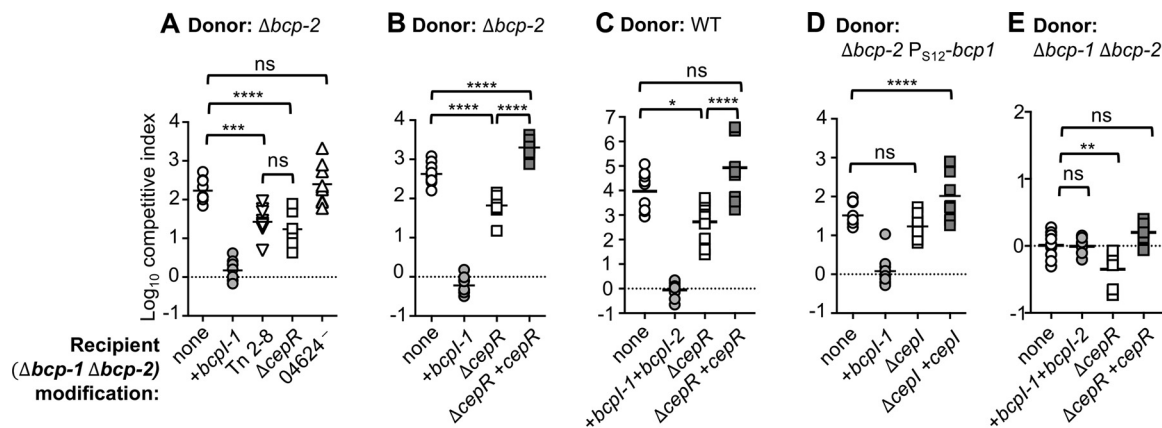 A Donor: Δbcp-2
ns
****
***
ns
Log10 competitive index
4
3
2
1
0
-1
none
+bcpI-1
Tn 2-8
ΔcepR
04624⁻
Recipient
(Δbcp-1 Δbcp-2)
modification:
B Donor: Δbcp-2
****
**** ****
4
3
2
1
0
-1
none
+bcpI-1
ΔcepR
ΔcepR +cepR
C Donor: WT
ns
* ****
7
6
5
4
3
2
1
0
-1
none
+bcpI-1+bcpI-2
ΔcepR
ΔcepR +cepR
D Donor:
Δbcp-2 PS12-bcp1
****
ns
4
3
2
1
0
-1
none
+bcpI-1
ΔcepI
ΔcepI +cepI
E Donor:
Δbcp-1 Δbcp-2
ns
**
ns
2
1
0
-1
none
+bcpI-1+bcpI-2
ΔcepR
ΔcepR +cepR